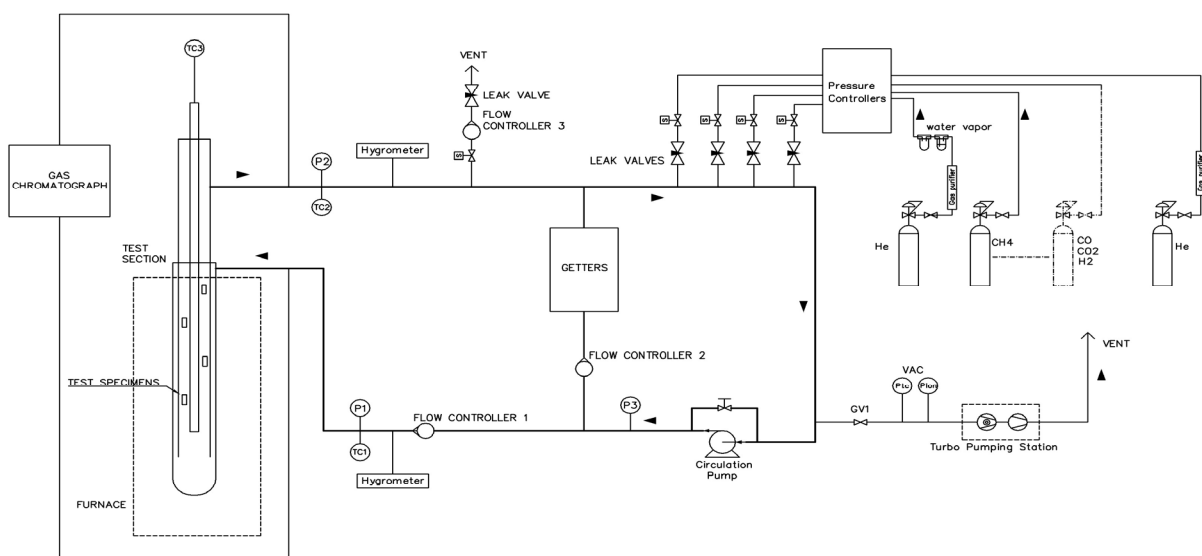 TC3
VENT
LEAK VALVE
FLOW
CONTROLLER 3
S
Hygrometer
P2
TC2
GAS
CHROMATOGRAPH
Pressure
Controllers
S
S
S
S
LEAK VALVES
water vapor
Gas purifier
Gas purifier
He
CH4
CO
CO2
H2
He
TEST
SECTION
GETTERS
FLOW CONTROLLER 2
TEST SPECIMENS
P1
TC1
FLOW CONTROLLER 1
P3
Hygrometer
Circulation
Pump
FURNACE
VENT
VAC
GV1
Turbo Pumping Station